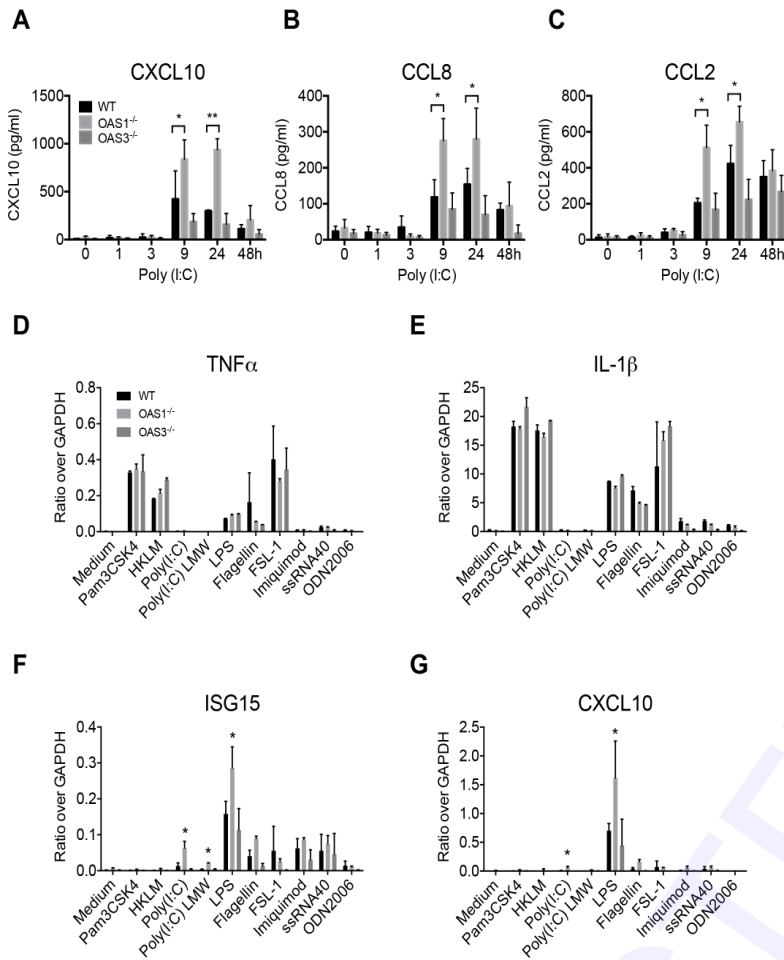 A
CXCL10
CXCL10 (pg/ml)
1500
1000
500
0
WT
OAS1-/-
OAS3-/-
*
**
0 1 3 9 24 48h
Poly (I:C)
B
CCL8
CCL8 (pg/ml)
400
300
200
100
0
*
*
0 1 3 9 24 48h
Poly (I:C)
C
CCL2
CCL2 (pg/ml)
800
600
400
200
0
*
*
0 1 3 9 24 48h
Poly (I:C)
D
TNFα
Ratio over GAPDH
0.8
0.6
0.4
0.2
0.0
WT
OAS1-/-
OAS3-/-
Medium
Pam3CSK4
HKLM
Poly(I:C)
Poly(I:C) LMW
LPS
Flagellin
FSL-1
Imiquimod
ssRNA40
ODN2006
E
IL-1β
Ratio over GAPDH
25
20
15
10
5
0
Medium
Pam3CSK4
HKLM
Poly(I:C)
Poly(I:C) LMW
LPS
Flagellin
FSL-1
Imiquimod
ssRNA40
ODN2006
F
ISG15
Ratio over GAPDH
0.4
0.3
0.2
0.1
0.0
*
*
*
Medium
Pam3CSK4
HKLM
Poly(I:C)
Poly(I:C) LMW
LPS
Flagellin
FSL-1
Imiquimod
ssRNA40
ODN2006
G
CXCL10
Ratio over GAPDH
2.5
2.0
1.5
1.0
0.5
0.0
*
*
Medium
Pam3CSK4
HKLM
Poly(I:C)
Poly(I:C) LMW
LPS
Flagellin
FSL-1
Imiquimod
ssRNA40
ODN2006